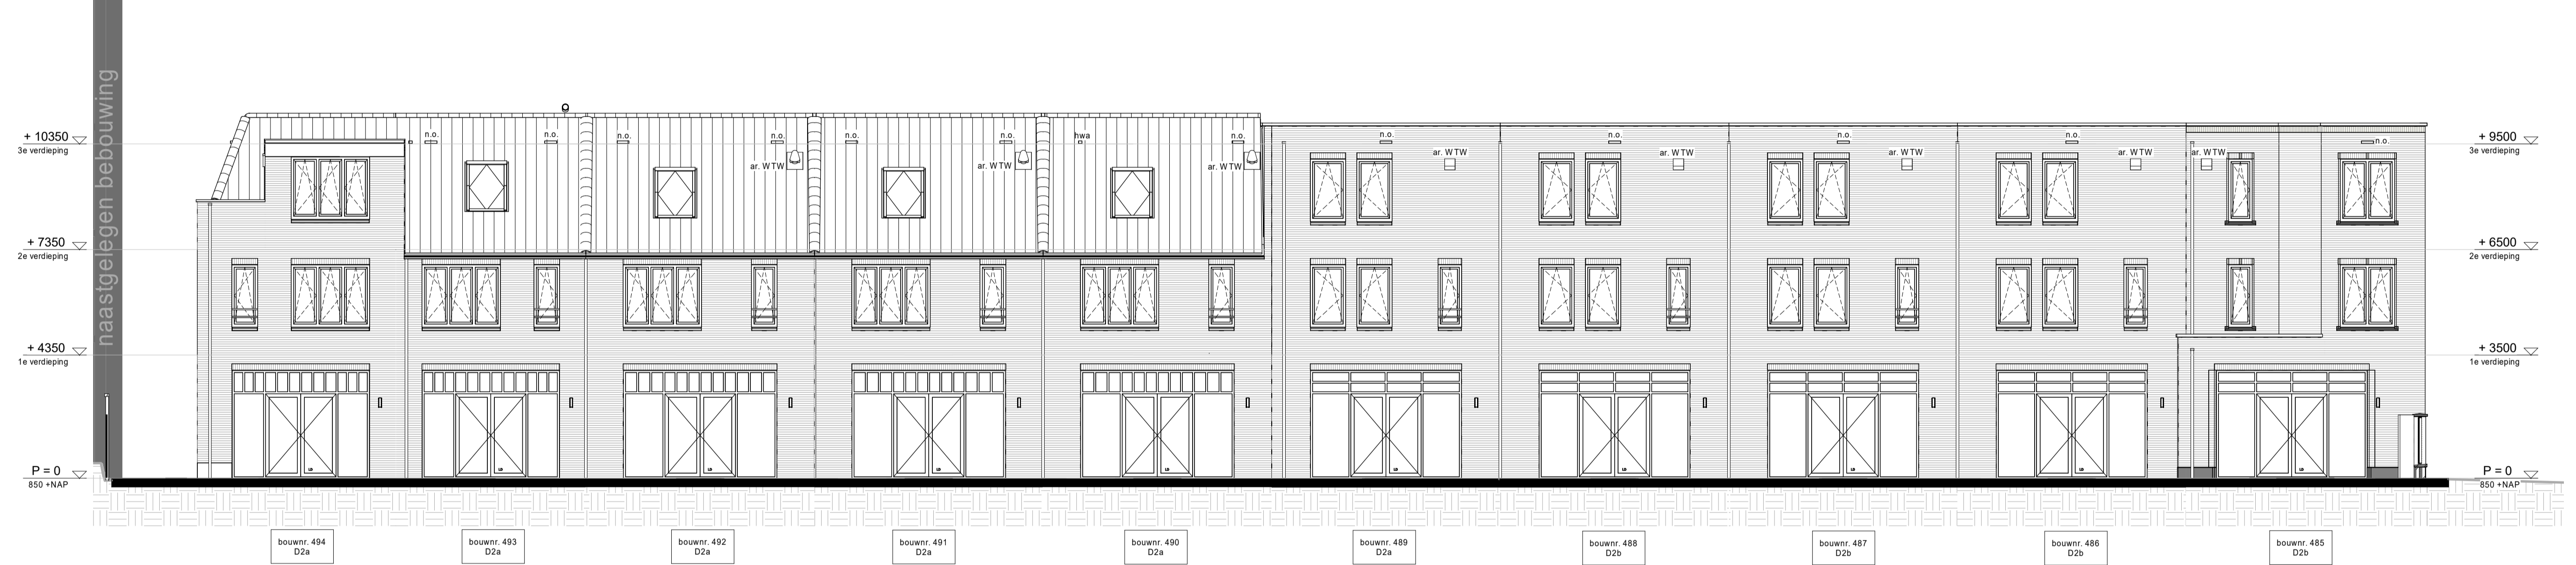 naastgelegen bebouwing
+ 10350
3e verdieping
+ 7350
2e verdieping
+ 4350
1e verdieping
P = 0
850 +NAP
n.o.
n.o.
n.o.
n.o.
n.o.
n.o.
hwa
n.o.
ar. WTW
ar. WTW
ar. WTW
n.o.
n.o.
n.o.
n.o.
n.o.
ar. WTW
ar. WTW
ar. WTW
ar. WTW
ar. WTW
+ 9500
3e verdieping
+ 6500
2e verdieping
+ 3500
1e verdieping
P = 0
850 +NAP
bouwnr. 494
D2a
bouwnr. 493
D2a
bouwnr. 492
D2a
bouwnr. 491
D2a
bouwnr. 490
D2a
bouwnr. 489
D2a
bouwnr. 488
D2b
bouwnr. 487
D2b
bouwnr. 486
D2b
bouwnr. 485
D2b